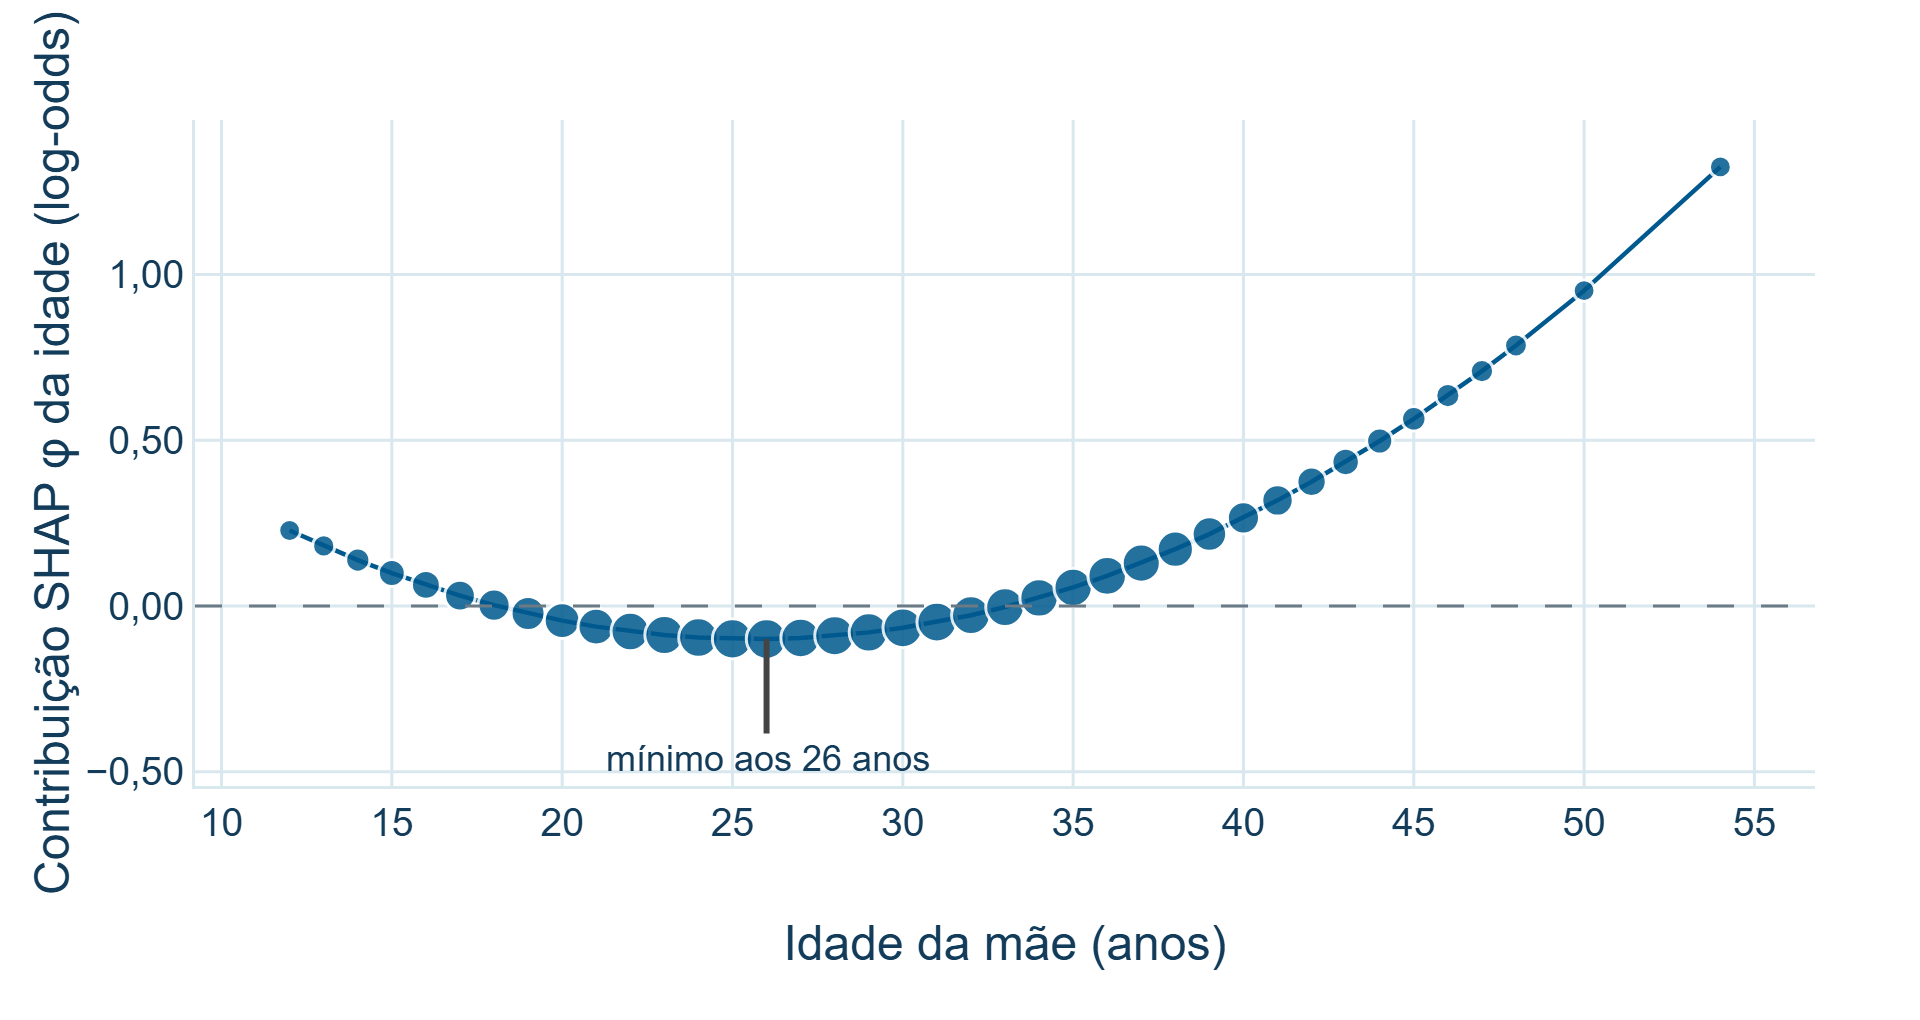 Contribuição SHAP φ da idade (log-odds)
1,00
0,50
0,00
−0,50
mínimo aos 26 anos
10 15 20 25 30 35 40 45 50 55
Idade da mãe (anos)